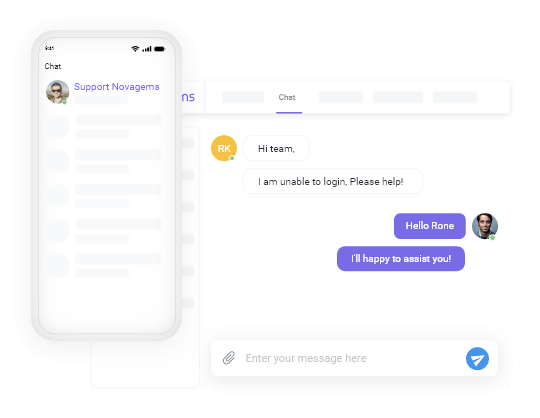 9:41
Chat
Support Novagems
ns
Chat
RK
Hi team,
I am unable to login, Please help!
Hello Rone
I'll happy to assist you!
Enter your message here